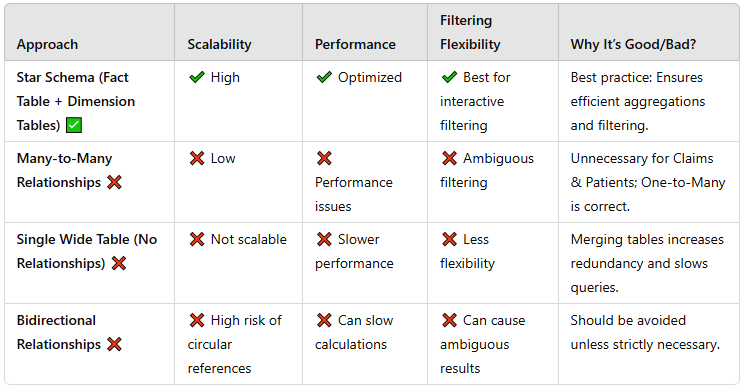 Filtering
Approach Scalability Performance Flexibility Why It's Good/Bad?
Star Schema (Fact ✔ High ✔ Optimized ✔ Best for Best practice: Ensures
Table + Dimension interactive efficient aggregations
Tables) ✅ filtering and filtering.
Many-to-Many ❌ Low ❌ ❌ Ambiguous Unnecessary for Claims
Relationships ❌ Performance filtering & Patients; One-to-Many
issues is correct.
Single Wide Table (No ❌ Not scalable ❌ Slower ❌ Less Merging tables increases
Relationships) ❌ performance flexibility redundancy and slows
queries.
Bidirectional ❌ High risk of ❌ Can slow ❌ Can cause Should be avoided
Relationships ❌ circular calculations ambiguous unless strictly necessary.
references results